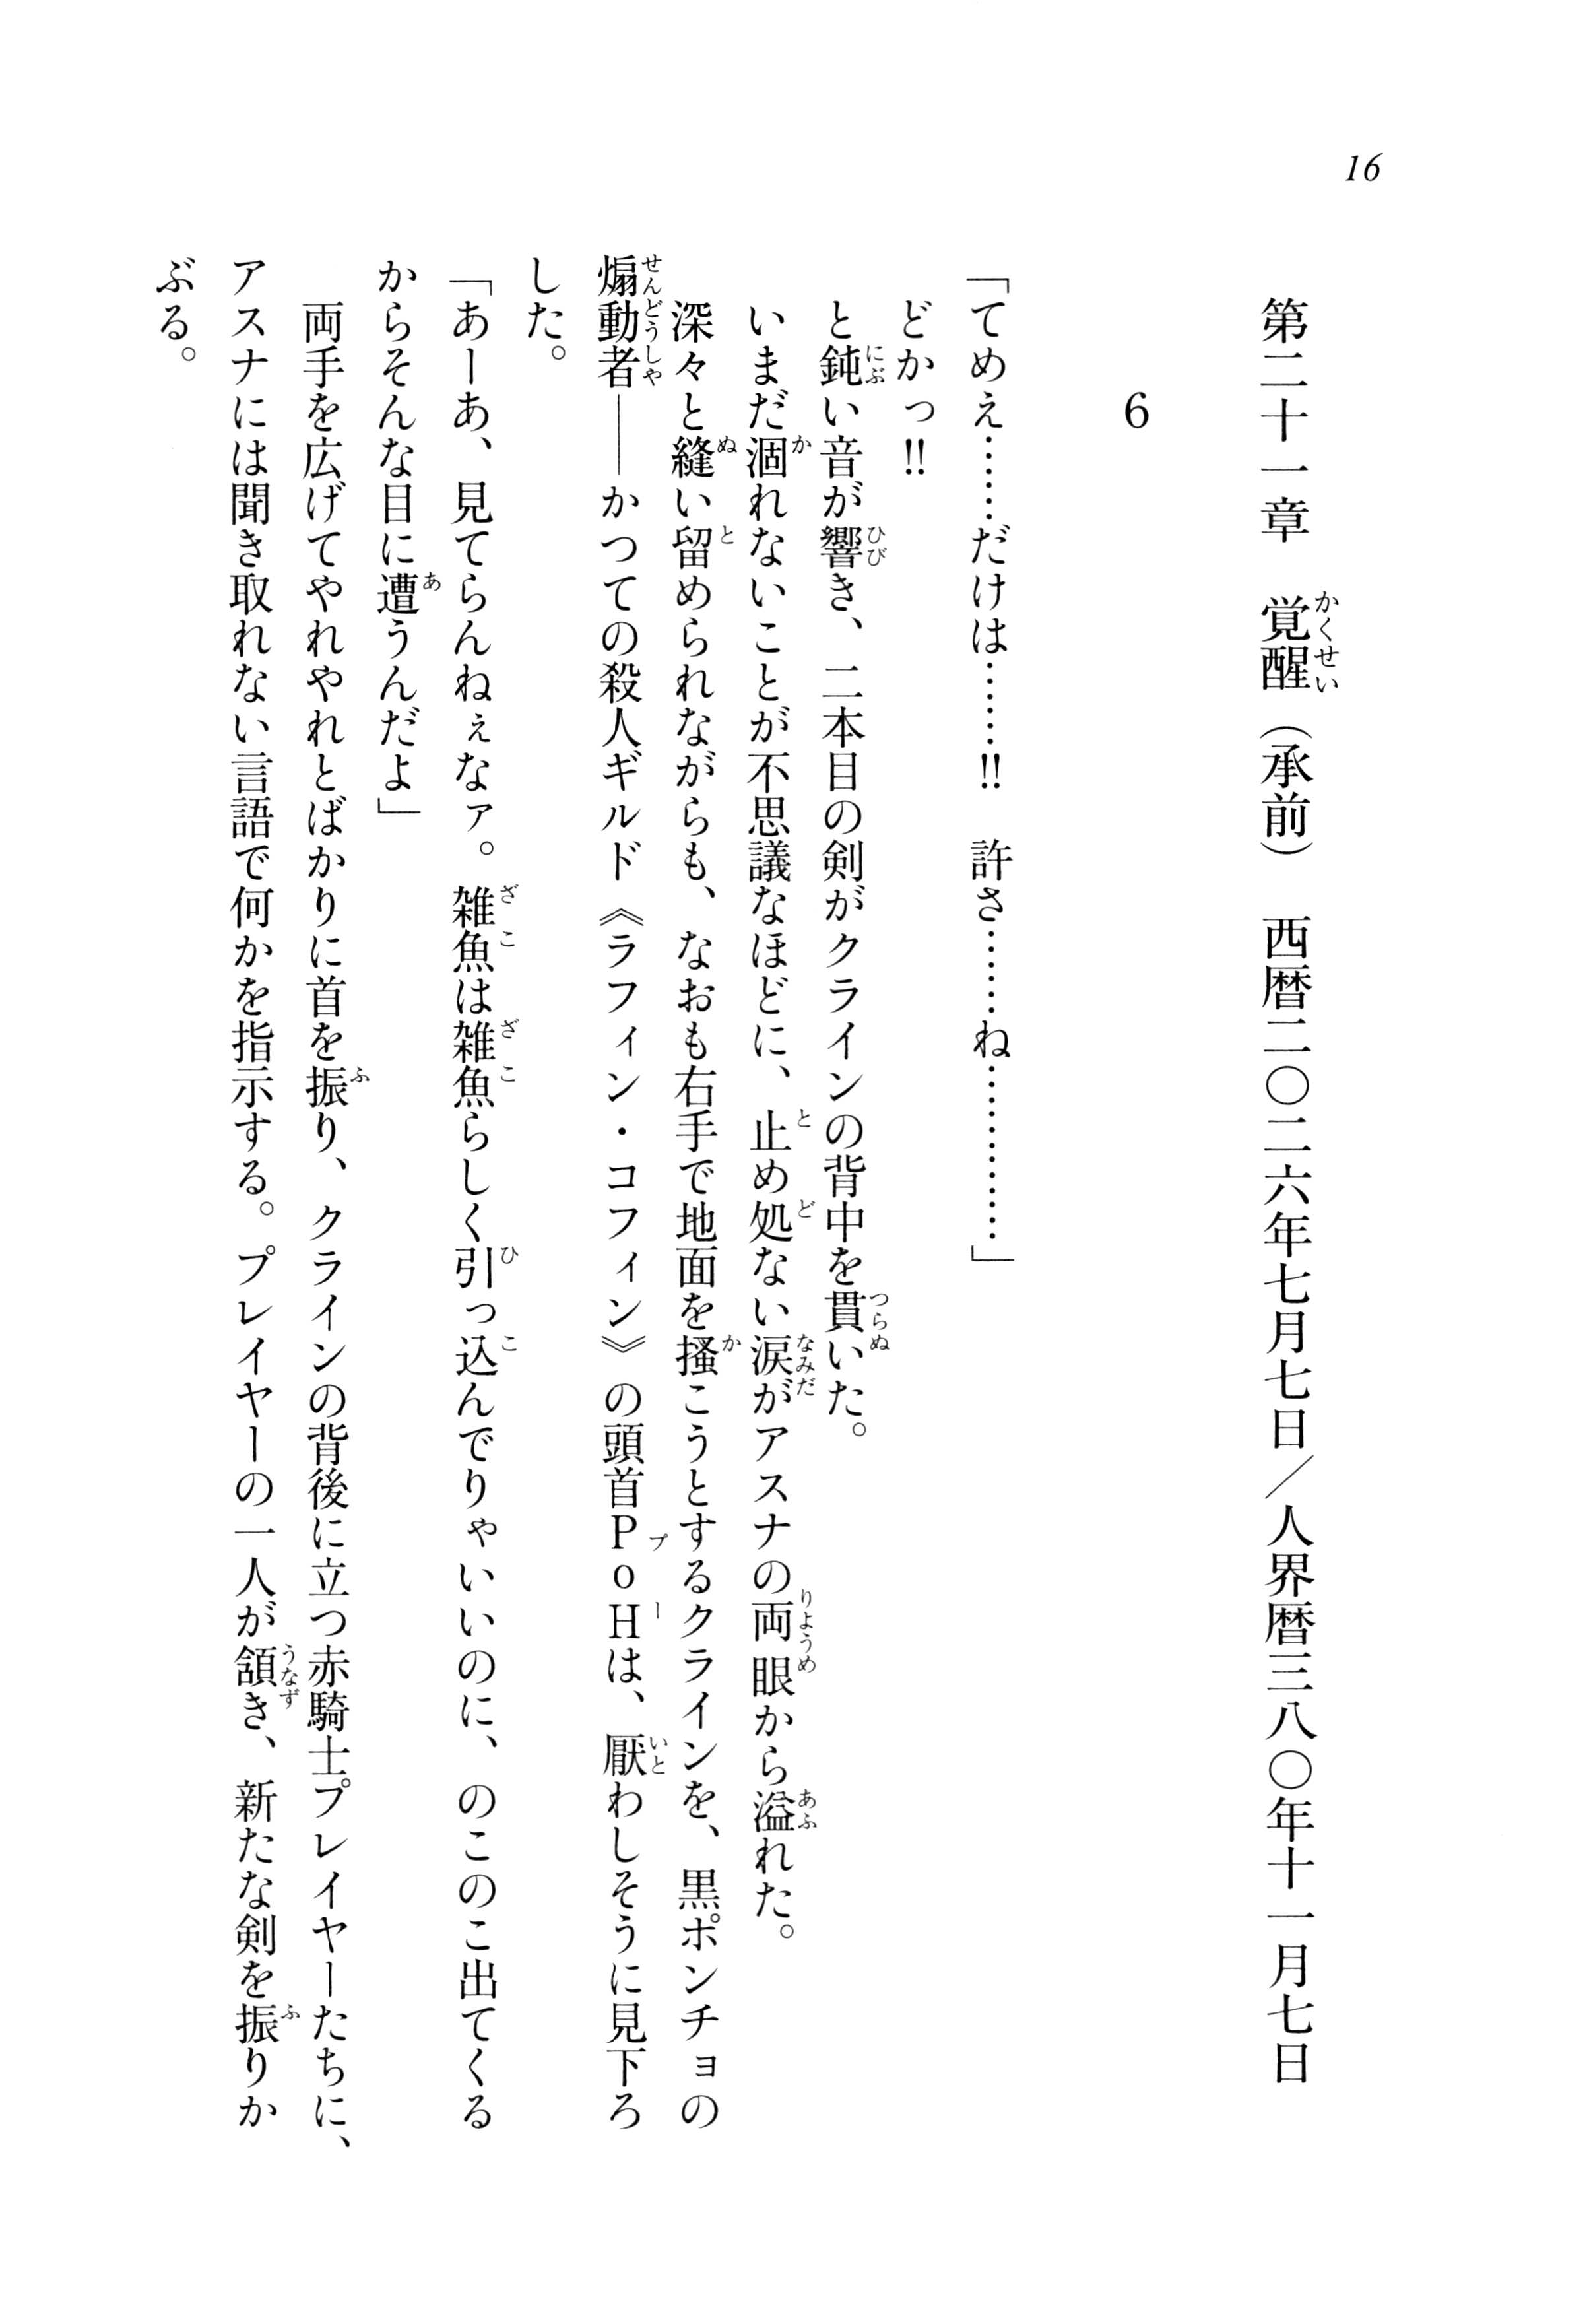 16
第二十一章　覚醒（承前）　西暦二〇二六年七月七日／人界暦三八〇年十一月七日
6
「てめえ………だけは………!!　許さ………ね………………」
どかっ!!
と鈍い音が響き、二本目の剣がクラインの背中を貫いた。
いまだ涸れないことが不思議なほどに、止め処ない涙がアスナの両眼から溢れた。
深々と縫い留められながらも、なおも右手で地面を掻こうとするクラインを、黒ポンチョの
煽動者――かつての殺人ギルド《ラフィン・コフィン》の頭首PoHは、厭わしそうに見下ろ
した。
「あーあ、見てらんねぇなァ。雑魚は雑魚らしく引っ込んでりゃいいのに、のこのこ出てくる
からそんな目に遭うんだよ」
両手を広げてやれやれとばかりに首を振り、クラインの背後に立つ赤騎士プレイヤーたちに、
アスナには聞き取れない言語で何かを指示する。プレイヤーの一人が頷き、新たな剣を振りか
ぶる。